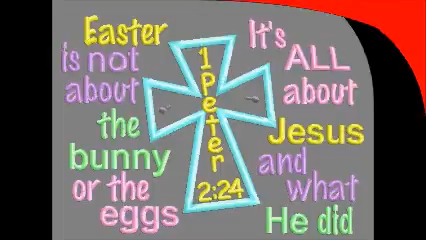 Easter
is not
about
the
bunny
or the
eggs
1 Peter
2:24
It's
ALL
about
Jesus
and
what
He did